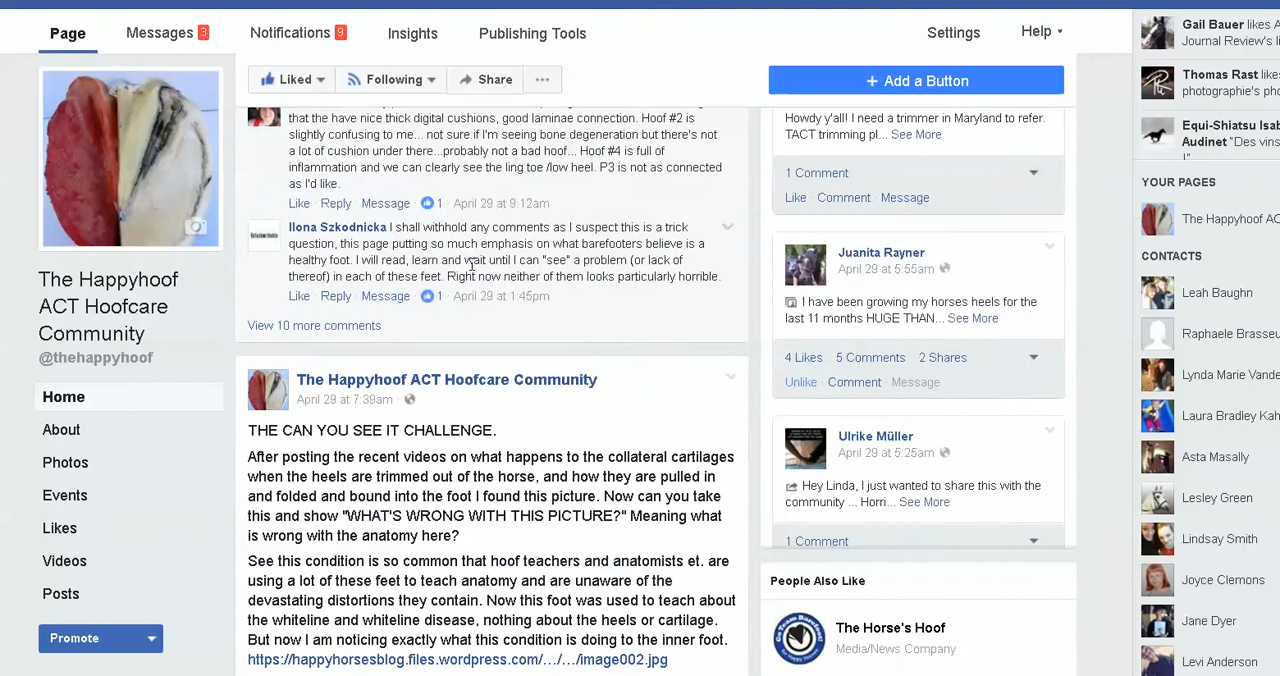 Page
Messages 3
Notifications 9
Insights
Publishing Tools
Settings
Help
Liked
Following
Share
...
+ Add a Button
The Happyhoof
ACT Hoofcare
Community
@thehappyhoof
Home
About
Photos
Events
Likes
Videos
Posts
Promote
that the have nice thick digital cushions, good laminae connection. Hoof #2 is
slightly confusing to me... not sure if I'm seeing bone degeneration but there's not
a lot of cushion under there...probably not a bad hoof... Hoof #4 is full of
inflammation and we can clearly see the ling toe /low heel. P3 is not as connected
as I'd like.
Like · Reply · Message · 1 · April 29 at 9:12am
Ilona Szkodnicka I shall withold any comments as I suspect this is a trick
question, this page putting so much emphasis on what barefooters believe is a
healthy foot. I will read, learn and wait until I can "see" a problem (or lack of
thereof) in each of these feet. Right now neither of them looks particularly horrible.
Like · Reply · Message · 1 · April 29 at 1:45pm
View 10 more comments
The Happyhoof ACT Hoofcare Community
April 29 at 7:39am ·
THE CAN YOU SEE IT CHALLENGE.
After posting the recent videos on what happens to the collateral cartilages
when the heels are trimmed out of the horse, and how they are pulled in
and folded and bound into the foot I found this picture. Now can you take
this and show "WHAT'S WRONG WITH THIS PICTURE?" Meaning what
is wrong with the anatomy here?
See this condition is so common that hoof teachers and anatomists et. are
using a lot of these feet to teach anatomy and are unaware of the
devastating distortions they contain. Now this foot was used to teach about
the whiteline and whiteline disease, nothing about the heels or cartilage.
But now I am noticing exactly what this condition is doing to the inner foot.
https://happyhorsesblog.files.wordpress.com/.../.../image002.jpg
Howdy y'all! I need a trimmer in Maryland to refer.
TACT trimming pl... See More
1 Comment
Like · Comment · Message
Juanita Rayner
April 29 at 5:55am
I have been growing my horses heels for the
last 11 months HUGE THAN... See More
4 Likes 5 Comments 2 Shares
Unlike · Comment · Message
Ulrike Müller
April 29 at 5:25am
Hey Linda, I just wanted to share this with the
community ... Horri... See More
1 Comment
People Also Like
The Horse's Hoof
Media/News Company
Gail Bauer likes A
Journal Review's li
Thomas Rast like
photographie's pho
Equi-Shiatsu Isab
Audinet "Des vins
YOUR PAGES
The Happyhoof AC
CONTACTS
Leah Baughn
Raphaele Brasseu
Lynda Marie Vande
Laura Bradley Kah
Asta Masally
Lesley Green
Lindsay Smith
Joyce Clemons
Jane Dyer
Levi Anderson